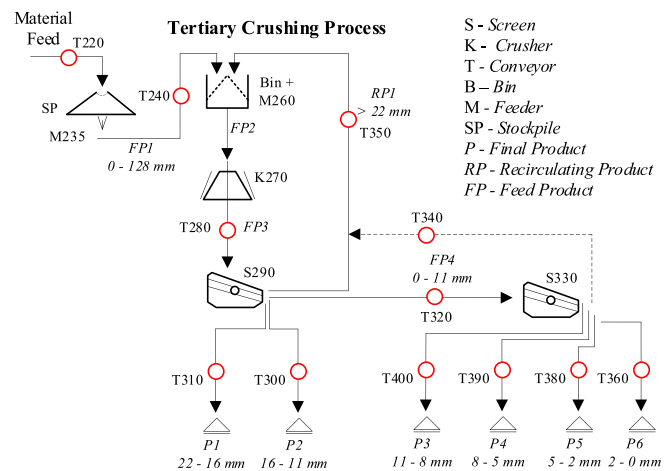 Tertiary Crushing Process
Material
Feed
T220
SP
M235
T240
FP1
0 - 128 mm
Bin +
M260
FP2
K270
T280
FP3
S290
RP1
> 22 mm
T350
T340
FP4
0 - 11 mm
T320
S330
T310
T300
T400
T390
T380
T360
P1
22 - 16 mm
P2
16 - 11 mm
P3
11 - 8 mm
P4
8 - 5 mm
P5
5 - 2 mm
P6
2 - 0 mm
S - Screen
K - Crusher
T - Conveyor
B – Bin
M - Feeder
SP - Stockpile
P - Final Product
RP - Recirculating Product
FP - Feed Product